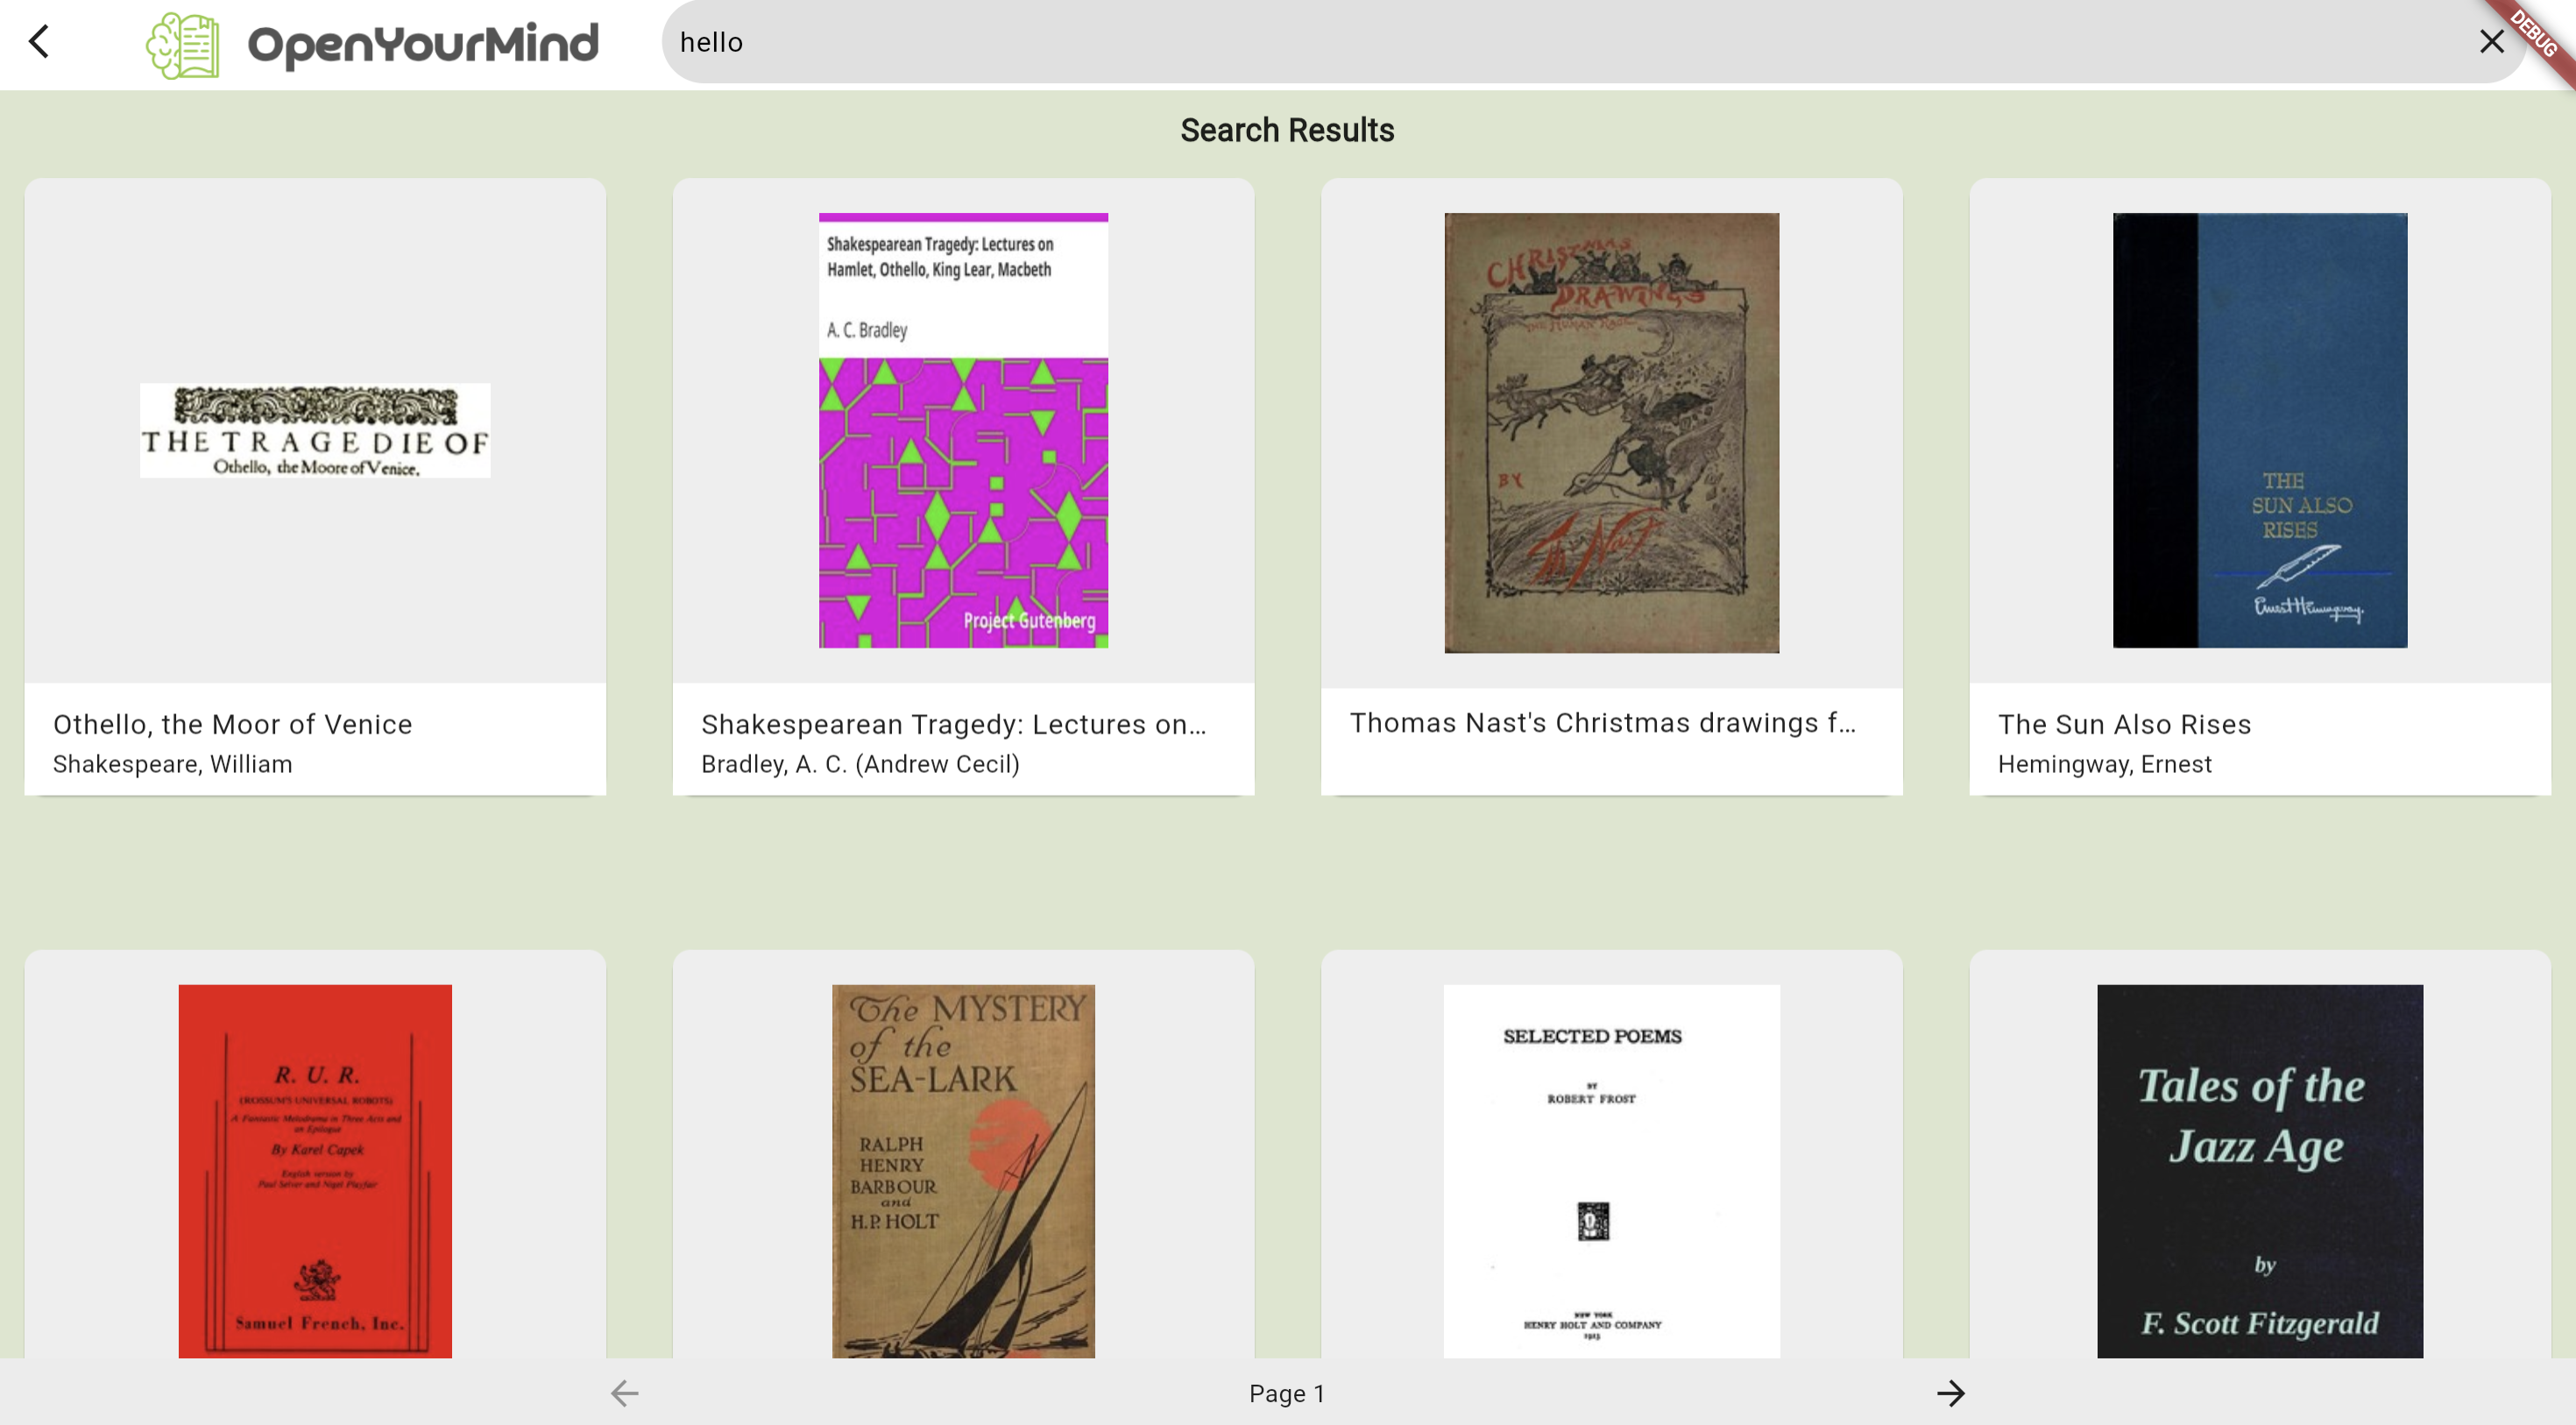 OpenYourMind
hello
DEBUG
Search Results
THE TRAGEDIE OF
Othello, the Moore of Venice.
Shakespearean Tragedy: Lectures on
Hamlet, Othello, King Lear, Macbeth
A. C. Bradley
Project Gutenberg
CHRISTMAS
DRAWINGS
THE HUMAN RACE
BY
Th Nast
THE
SUN ALSO
RISES
Ernest Hemingway.
Othello, the Moor of Venice
Shakespeare, William
Shakespearean Tragedy: Lectures on...
Bradley, A. C. (Andrew Cecil)
Thomas Nast's Christmas drawings f...
The Sun Also Rises
Hemingway, Ernest
R. U. R.
(ROSSUM'S UNIVERSAL ROBOTS)
A Fantastic Melodrama in Three Acts and
an Epilogue
By Karel Capek
English version by
Paul Selver and Nigel Playfair
Samuel French, Inc.
The MYSTERY
of the
SEA-LARK
RALPH
HENRY
BARBOUR
and
H.P. HOLT
SELECTED POEMS
BY
ROBERT FROST
NEW YORK
HENRY HOLT AND COMPANY
1923
Tales of the
Jazz Age
by
F. Scott Fitzgerald
Page 1